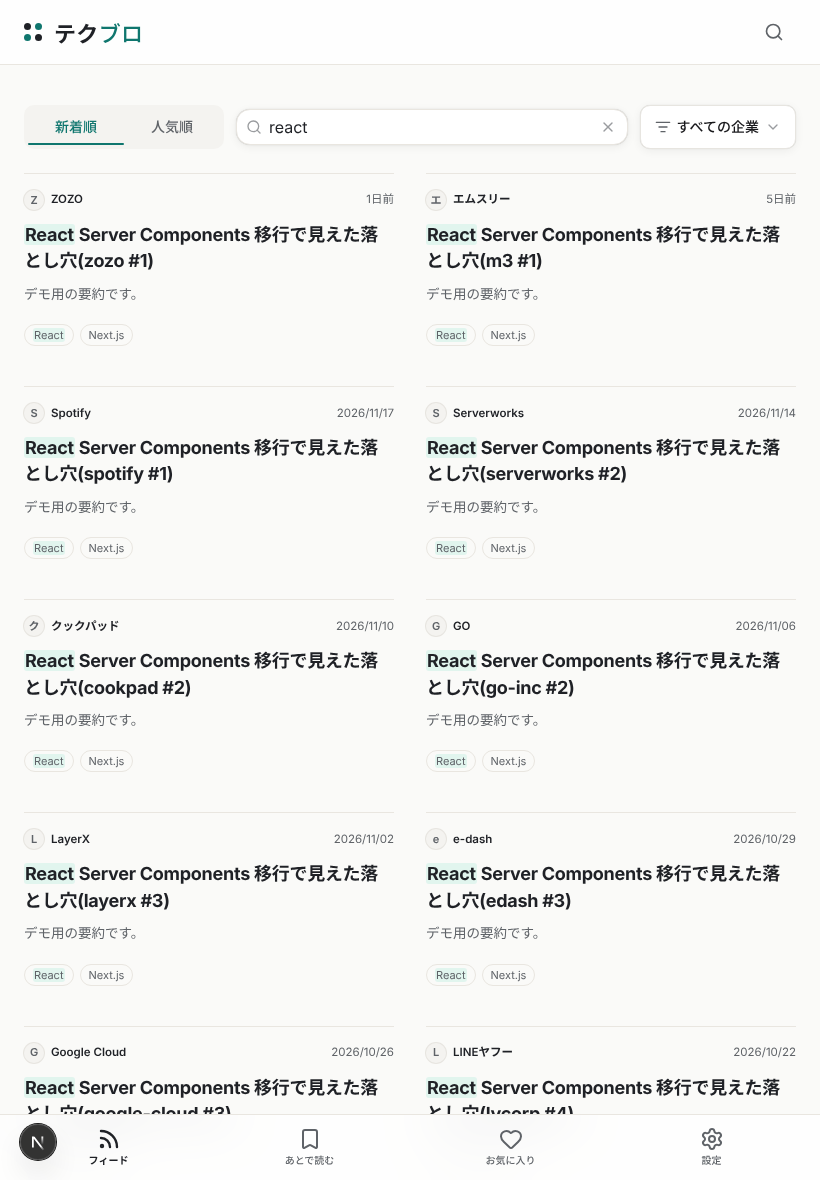 テクブロ
新着順
人気順
react
すべての企業
Z ZOZO 1日前
React Server Components 移行で見えた落
とし穴(zozo #1)
デモ用の要約です。
React Next.js
エ エムスリー 5日前
React Server Components 移行で見えた落
とし穴(m3 #1)
デモ用の要約です。
React Next.js
S Spotify 2026/11/17
React Server Components 移行で見えた落
とし穴(spotify #1)
デモ用の要約です。
React Next.js
S Serverworks 2026/11/14
React Server Components 移行で見えた落
とし穴(serverworks #2)
デモ用の要約です。
React Next.js
ク クックパッド 2026/11/10
React Server Components 移行で見えた落
とし穴(cookpad #2)
デモ用の要約です。
React Next.js
G GO 2026/11/06
React Server Components 移行で見えた落
とし穴(go-inc #2)
デモ用の要約です。
React Next.js
L LayerX 2026/11/02
React Server Components 移行で見えた落
とし穴(layerx #3)
デモ用の要約です。
React Next.js
e e-dash 2026/10/29
React Server Components 移行で見えた落
とし穴(edash #3)
デモ用の要約です。
React Next.js
G Google Cloud 2026/10/26
React Server Components 移行で見えた落
とし穴(google-cloud #3)
L LINEヤフー 2026/10/22
React Server Components 移行で見えた落
とし穴(lycorp #4)
N
フィード
あとで読む
お気に入り
設定